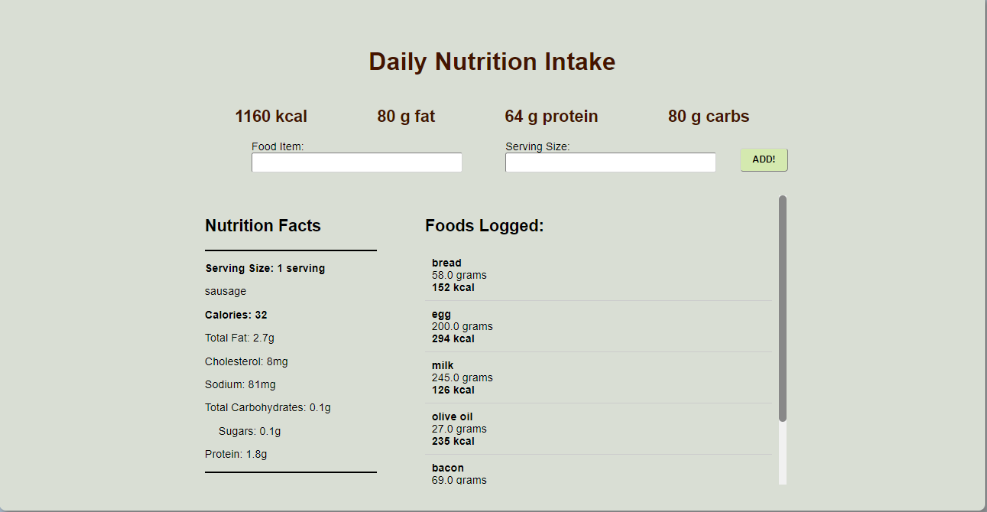 Daily Nutrition Intake
1160 kcal 80 g fat 64 g protein 80 g carbs
Food Item: Serving Size:
ADD!
Nutrition Facts
Serving Size: 1 serving
sausage
Calories: 32
Total Fat: 2.7g
Cholesterol: 8mg
Sodium: 81mg
Total Carbohydrates: 0.1g
Sugars: 0.1g
Protein: 1.8g
Foods Logged:
bread
58.0 grams
152 kcal
egg
200.0 grams
294 kcal
milk
245.0 grams
126 kcal
olive oil
27.0 grams
235 kcal
bacon
69.0 grams